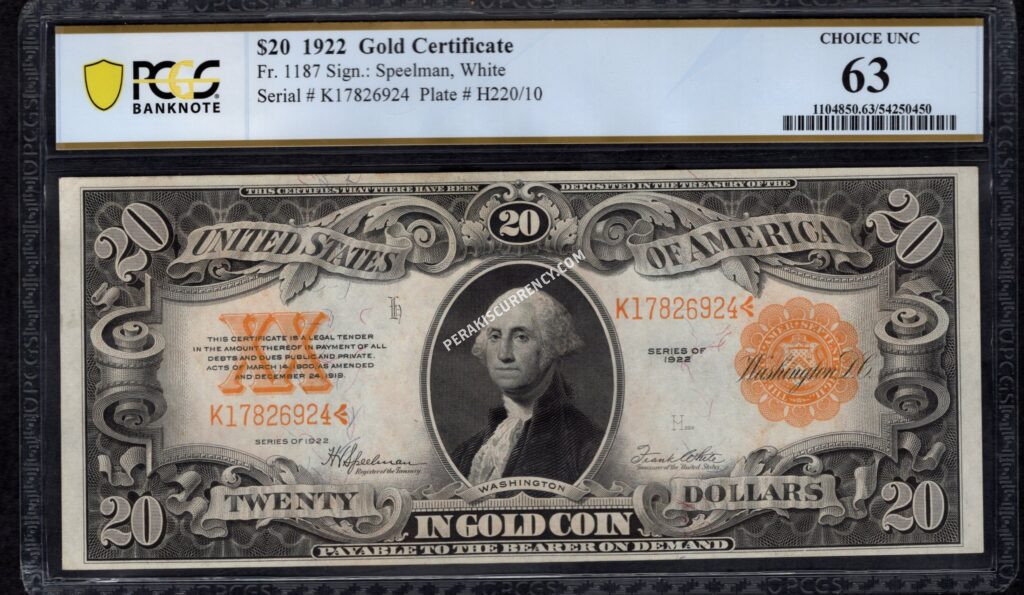 $20 1922 Gold Certificate
Fr. 1187 Sign.: Speelman, White
Serial # K17826924 Plate # H220/10
PCGS
BANKNOTE
CHOICE UNC
63
1104850.63/54250450
THIS CERTIFIES THAT THERE HAVE BEEN DEPOSITED IN THE TREASURY OF THE
20
20
20
UNITED STATES
OF AMERICA
PERAKISCURRENCY.COM
K17826924
XX
THIS CERTIFICATE IS A LEGAL TENDER
IN THE AMOUNT THEREOF IN PAYMENT OF ALL
DEBTS AND DUES PUBLIC AND PRIVATE.
ACTS OF MARCH 14, 1900, AS AMENDED
AND DECEMBER 24, 1919.
SERIES OF
1922
Washington, D.C.
K17826924
SERIES OF 1922
H220
H V Speelman
Register of the Treasury
Frank White
Treasurer of the United States
WASHINGTON
TWENTY
DOLLARS
20
20
IN GOLD COIN
PAYABLE TO THE BEARER ON DEMAND